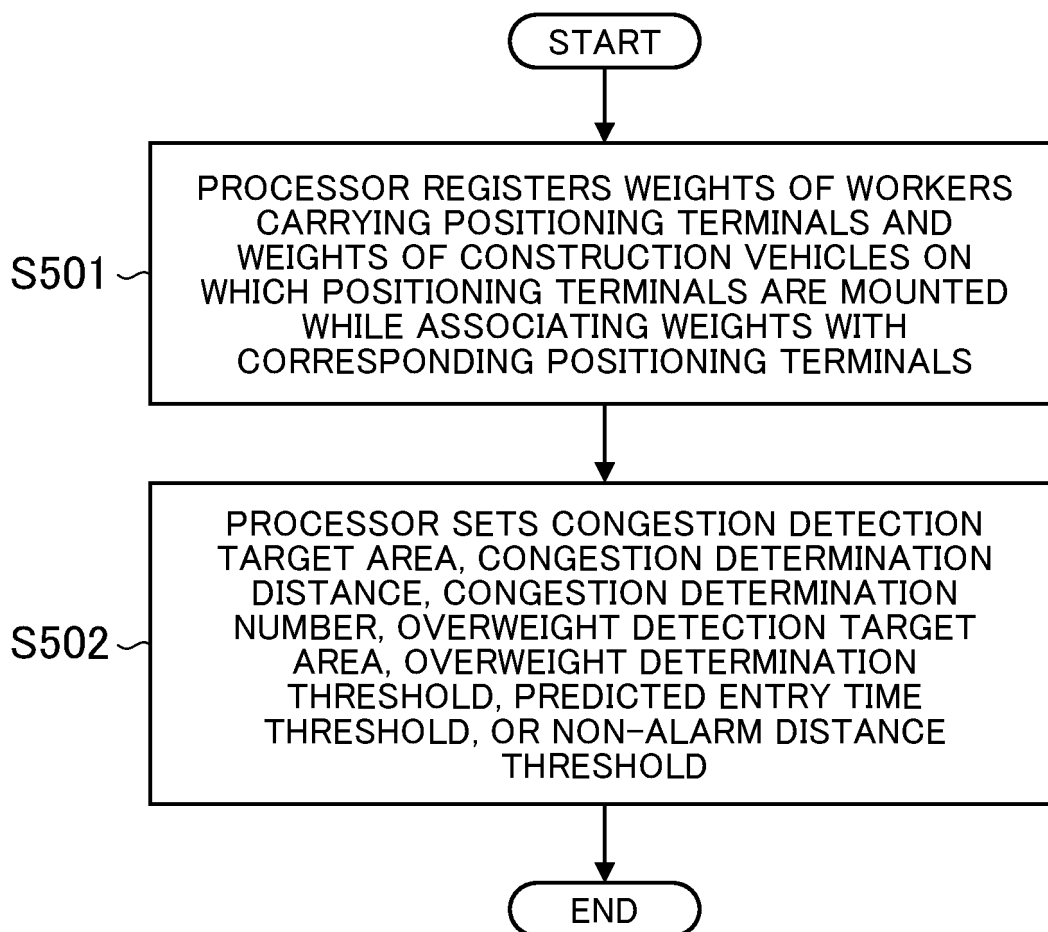 START
S501
PROCESSOR REGISTERS WEIGHTS OF WORKERS
CARRYING POSITIONING TERMINALS AND
WEIGHTS OF CONSTRUCTION VEHICLES ON
WHICH POSITIONING TERMINALS ARE MOUNTED
WHILE ASSOCIATING WEIGHTS WITH
CORRESPONDING POSITIONING TERMINALS
S502
PROCESSOR SETS CONGESTION DETECTION
TARGET AREA, CONGESTION DETERMINATION
DISTANCE, CONGESTION DETERMINATION
NUMBER, OVERWEIGHT DETECTION TARGET
AREA, OVERWEIGHT DETERMINATION
THRESHOLD, PREDICTED ENTRY TIME
THRESHOLD, OR NON-ALARM DISTANCE
THRESHOLD
END